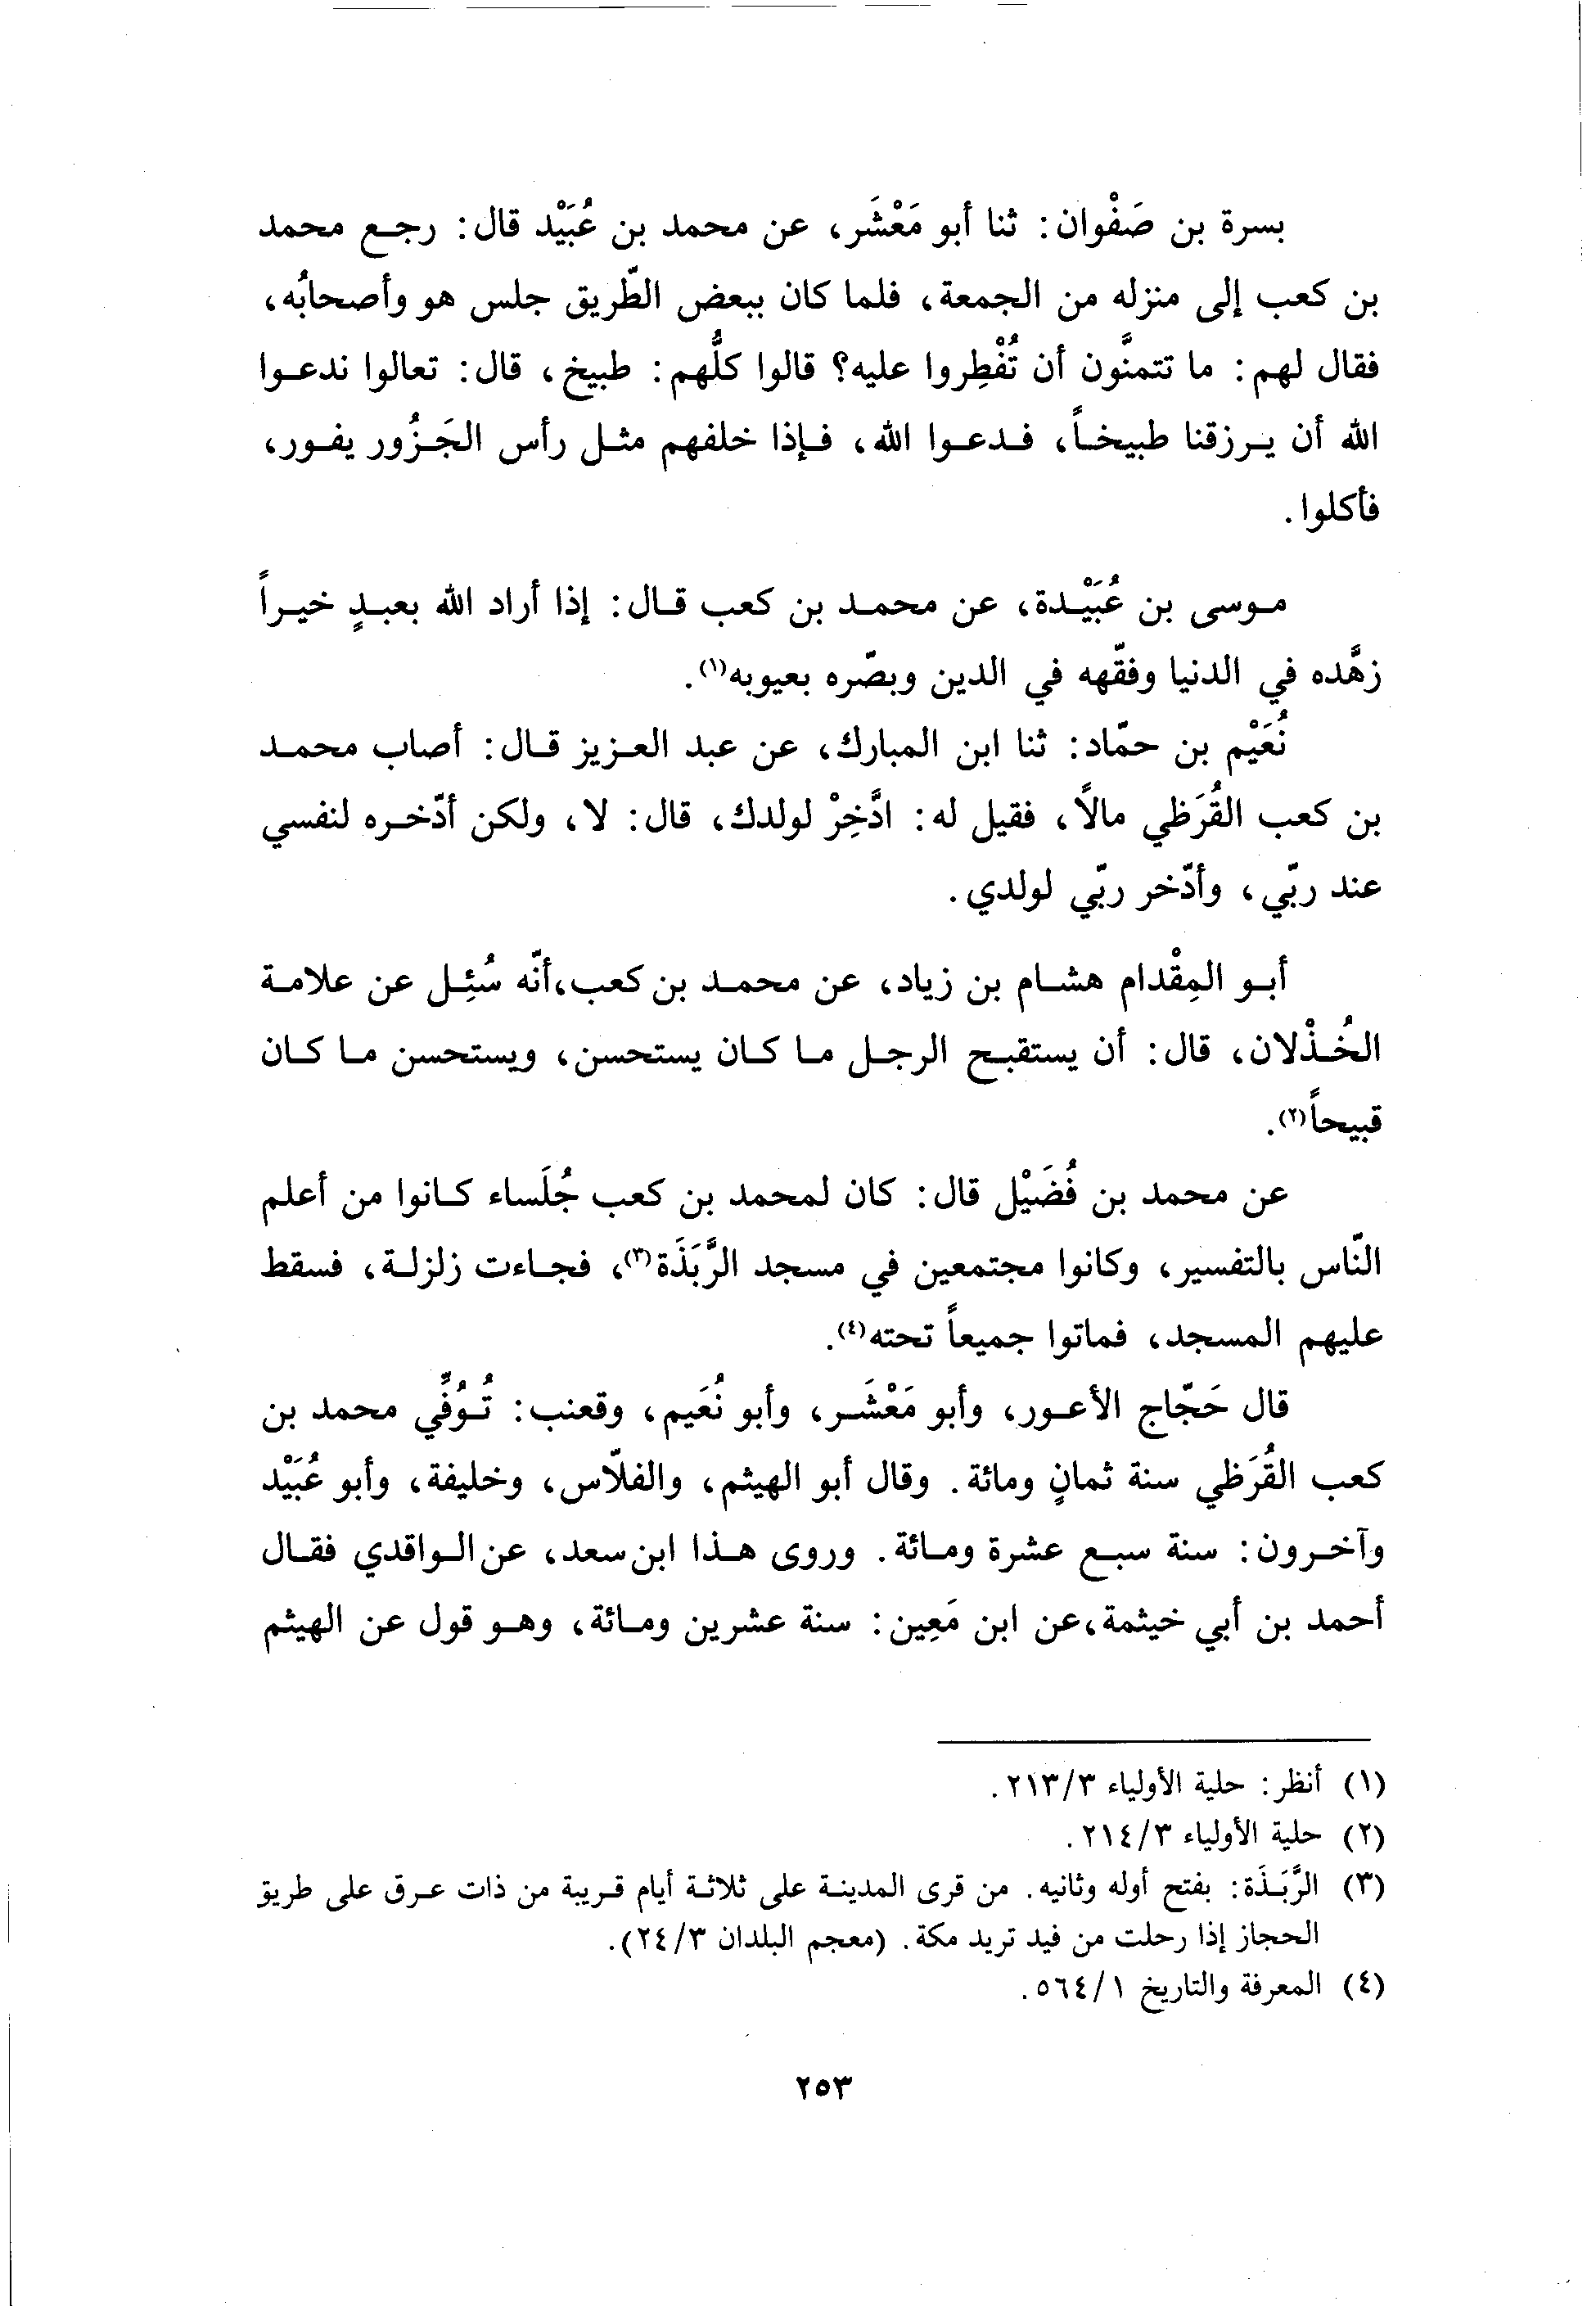 بسرة بن صَفْوان: ثنا أبو مَعْشَر، عن محمد بن عُبَيْد قال: رجع محمد
بن كعب إلى منزله من الجمعة، فلما كان ببعض الطّريق جلس هو وأصحابُه،
فقال لهم: ما تتمنَّون أن تُفْطِروا عليه؟ قالوا كلُّهم: طبيخ، قال: تعالوا ندعوا
الله أن يرزقنا طبيخاً، فدعوا الله، فإذا خلفهم مثل رأس الجَزُور يفور،
فأكلوا.
موسى بن عُبَيْدة، عن محمد بن كعب قال: إذا أراد الله بعبدٍ خيراً
زهَّده في الدنيا وفقّهه في الدين وبصّره بعيوبه(١).
نُعَيْم بن حمّاد: ثنا ابن المبارك، عن عبد العزيز قال: أصاب محمد
بن كعب القُرَظي مالاً، فقيل له: ادَّخِرْ لولدك، قال: لا، ولكن أدّخره لنفسي
عند ربّي، وأدّخر ربّي لولدي.
أبو المِقْدام هشام بن زياد، عن محمد بن كعب، أنّه سُئِل عن علامة
الخُذْلان، قال: أن يستقبح الرجل ما كان يستحسن، ويستحسن ما كان
قبيحاً(٢).
عن محمد بن فُضَيْل قال: كان لمحمد بن كعب جُلَساء كانوا من أعلم
النّاس بالتفسير، وكانوا مجتمعين في مسجد الرَّبَذَة(٣)، فجاءت زلزلة، فسقط
عليهم المسجد، فماتوا جميعاً تحته(٤).
قال حَجّاج الأعور، وأبو مَعْشَر، وأبو نُعَيم، وقعنب: تُوُفِّي محمد بن
كعب القُرَظي سنة ثمانٍ ومائة. وقال أبو الهيثم، والفلاّس، وخليفة، وأبو عُبَيْد
وآخرون: سنة سبع عشرة ومائة. وروى هذا ابن سعد، عن الواقدي فقال
أحمد بن أبي خيثمة، عن ابن مَعِين: سنة عشرين ومائة، وهو قول عن الهيثم
(١) أنظر: حلية الأولياء ٢١٣/٣.
(٢) حلية الأولياء ٢١٤/٣.
(٣) الرَّبَذَة: بفتح أوله وثانيه. من قرى المدينة على ثلاثة أيام قريبة من ذات عرق على طريق
الحجاز إذا رحلت من فيد تريد مكة. (معجم البلدان ٢٤/٣).
(٤) المعرفة والتاريخ ٥٦٤/١.
٢٥٣